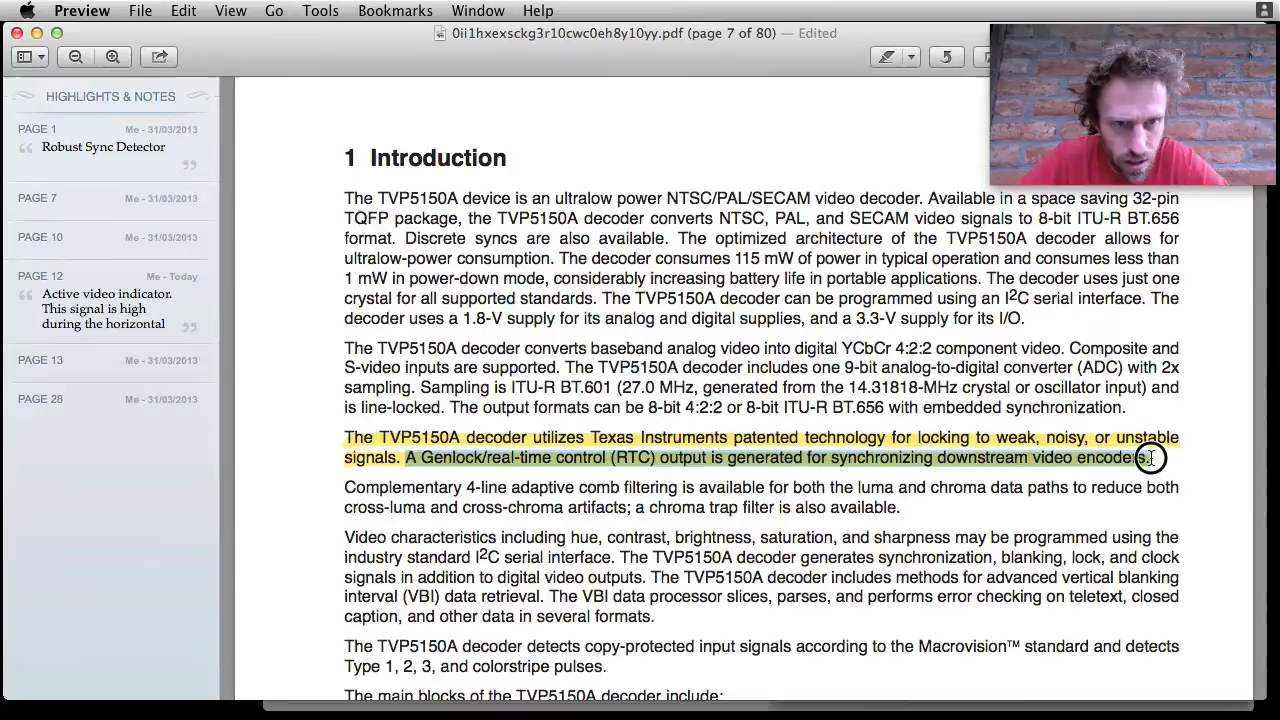 Preview File Edit View Go Tools Bookmarks Window Help
0ii1hxexsckg3r10cwc0eh8y10yy.pdf (page 7 of 80) — Edited
HIGHLIGHTS & NOTES
PAGE 1 Me - 31/03/2013
Robust Sync Detector
PAGE 7 Me - 31/03/2013
PAGE 10 Me - 31/03/2013
PAGE 12 Me - Today
Active video indicator.
This signal is high
during the horizontal
PAGE 13 Me - 31/03/2013
PAGE 28 Me - 31/03/2013
1 Introduction
The TVP5150A device is an ultralow power NTSC/PAL/SECAM video decoder. Available in a space saving 32-pin
TQFP package, the TVP5150A decoder converts NTSC, PAL, and SECAM video signals to 8-bit ITU-R BT.656
format. Discrete syncs are also available. The optimized architecture of the TVP5150A decoder allows for
ultralow-power consumption. The decoder consumes 115 mW of power in typical operation and consumes less than
1 mW in power-down mode, considerably increasing battery life in portable applications. The decoder uses just one
crystal for all supported standards. The TVP5150A decoder can be programmed using an I2C serial interface. The
decoder uses a 1.8-V supply for its analog and digital supplies, and a 3.3-V supply for its I/O.
The TVP5150A decoder converts baseband analog video into digital YCbCr 4:2:2 component video. Composite and
S-video inputs are supported. The TVP5150A decoder includes one 9-bit analog-to-digital converter (ADC) with 2x
sampling. Sampling is ITU-R BT.601 (27.0 MHz, generated from the 14.31818-MHz crystal or oscillator input) and
is line-locked. The output formats can be 8-bit 4:2:2 or 8-bit ITU-R BT.656 with embedded synchronization.
The TVP5150A decoder utilizes Texas Instruments patented technology for locking to weak, noisy, or unstable
signals. A Genlock/real-time control (RTC) output is generated for synchronizing downstream video encoders.
Complementary 4-line adaptive comb filtering is available for both the luma and chroma data paths to reduce both
cross-luma and cross-chroma artifacts; a chroma trap filter is also available.
Video characteristics including hue, contrast, brightness, saturation, and sharpness may be programmed using the
industry standard I2C serial interface. The TVP5150A decoder generates synchronization, blanking, lock, and clock
signals in addition to digital video outputs. The TVP5150A decoder includes methods for advanced vertical blanking
interval (VBI) data retrieval. The VBI data processor slices, parses, and performs error checking on teletext, closed
caption, and other data in several formats.
The TVP5150A decoder detects copy-protected input signals according to the Macrovision™ standard and detects
Type 1, 2, 3, and colorstripe pulses.
The main blocks of the TVP5150A decoder include: